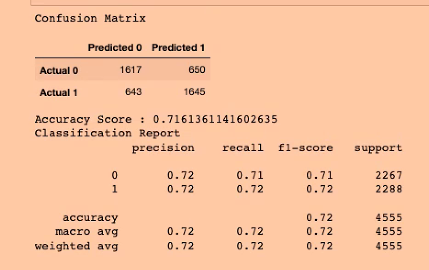 Confusion Matrix
Predicted 0 Predicted 1
Actual 0 1617 650
Actual 1 643 1645
Accuracy Score : 0.7161361141602635
Classification Report
precision recall f1-score support
0 0.72 0.71 0.71 2267
1 0.72 0.72 0.72 2288
accuracy 0.72 4555
macro avg 0.72 0.72 0.72 4555
weighted avg 0.72 0.72 0.72 4555